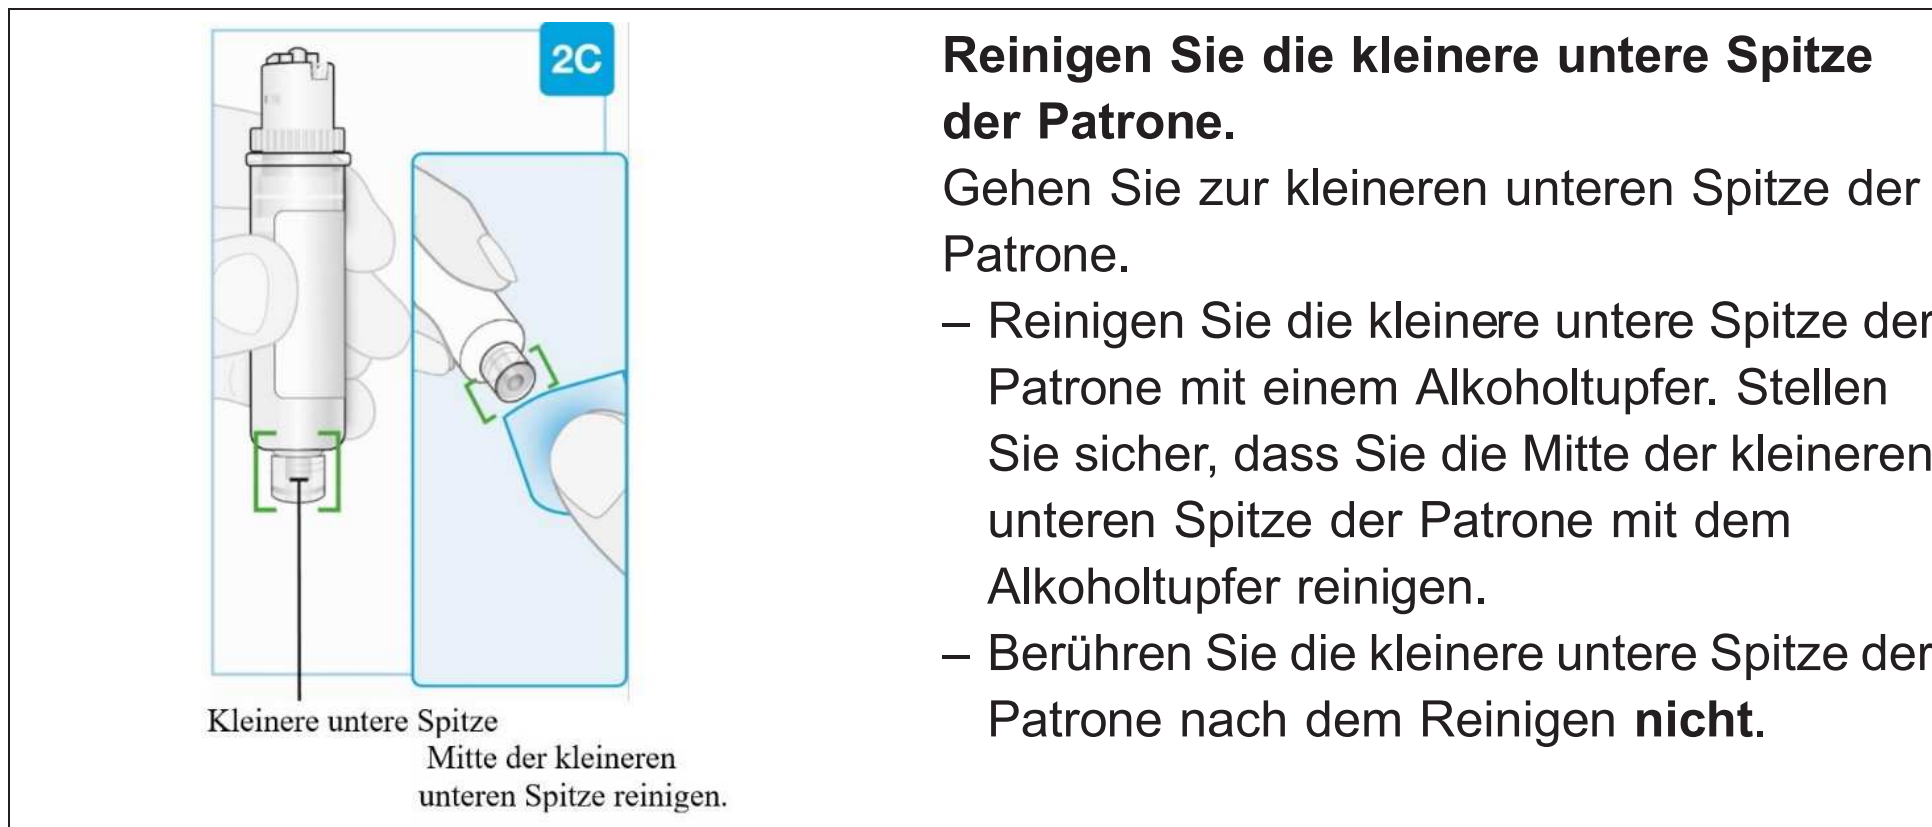 2C
Kleinere untere Spitze
Mitte der kleineren
unteren Spitze reinigen.
Reinigen Sie die kleinere untere Spitze
der Patrone.
Gehen Sie zur kleineren unteren Spitze der
Patrone.
– Reinigen Sie die kleinere untere Spitze der
Patrone mit einem Alkoholtupfer. Stellen
Sie sicher, dass Sie die Mitte der kleineren
unteren Spitze der Patrone mit dem
Alkoholtupfer reinigen.
– Berühren Sie die kleinere untere Spitze der
Patrone nach dem Reinigen nicht.